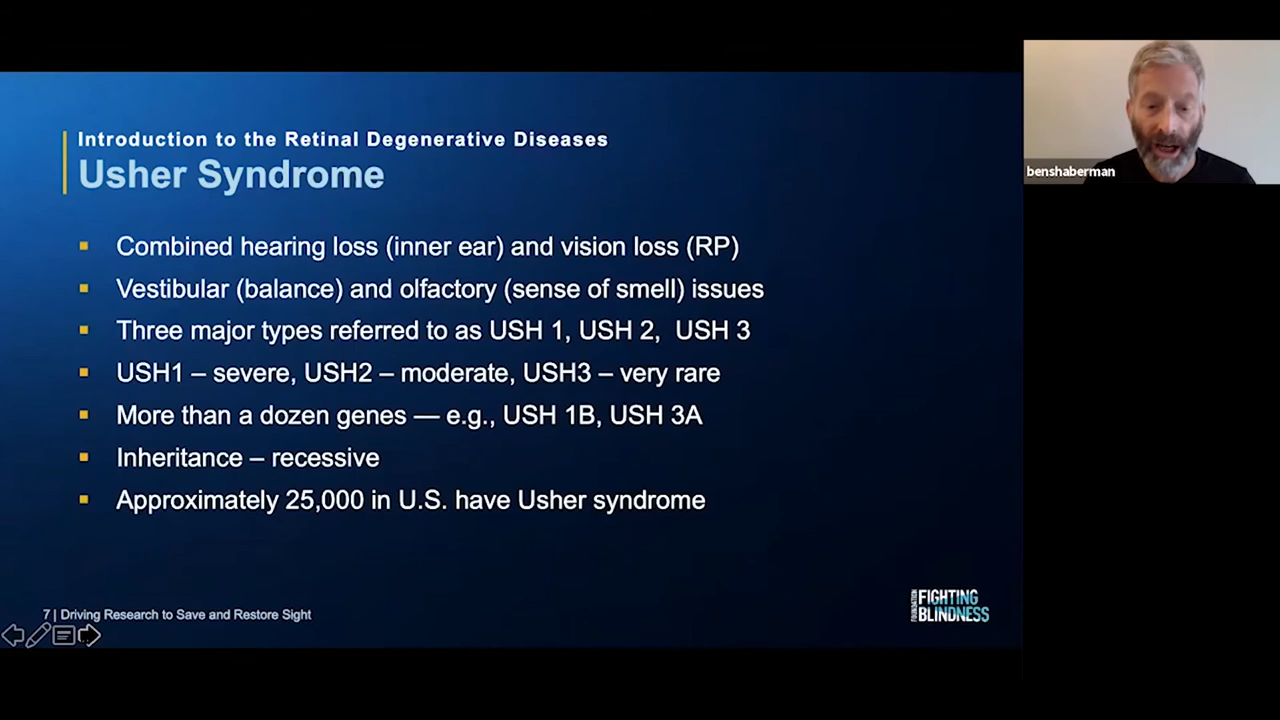 Introduction to the Retinal Degenerative Diseases
Usher Syndrome
Combined hearing loss (inner ear) and vision loss (RP)
Vestibular (balance) and olfactory (sense of smell) issues
Three major types referred to as USH 1, USH 2, USH 3
USH1 – severe, USH2 – moderate, USH3 – very rare
More than a dozen genes — e.g., USH 1B, USH 3A
Inheritance – recessive
Approximately 25,000 in U.S. have Usher syndrome
7 | Driving Research to Save and Restore Sight
FOUNDATION
FIGHTING
BLINDNESS
benshaberman